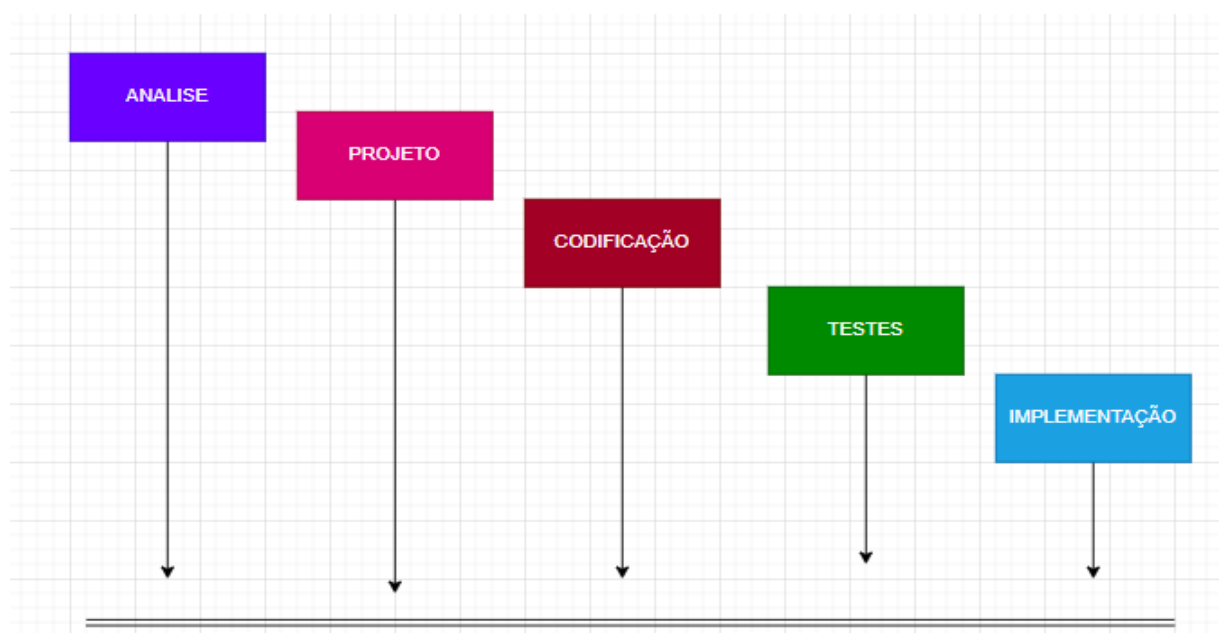 ANALISE
PROJETO
CODIFICAÇÃO
TESTES
IMPLEMENTAÇÃO